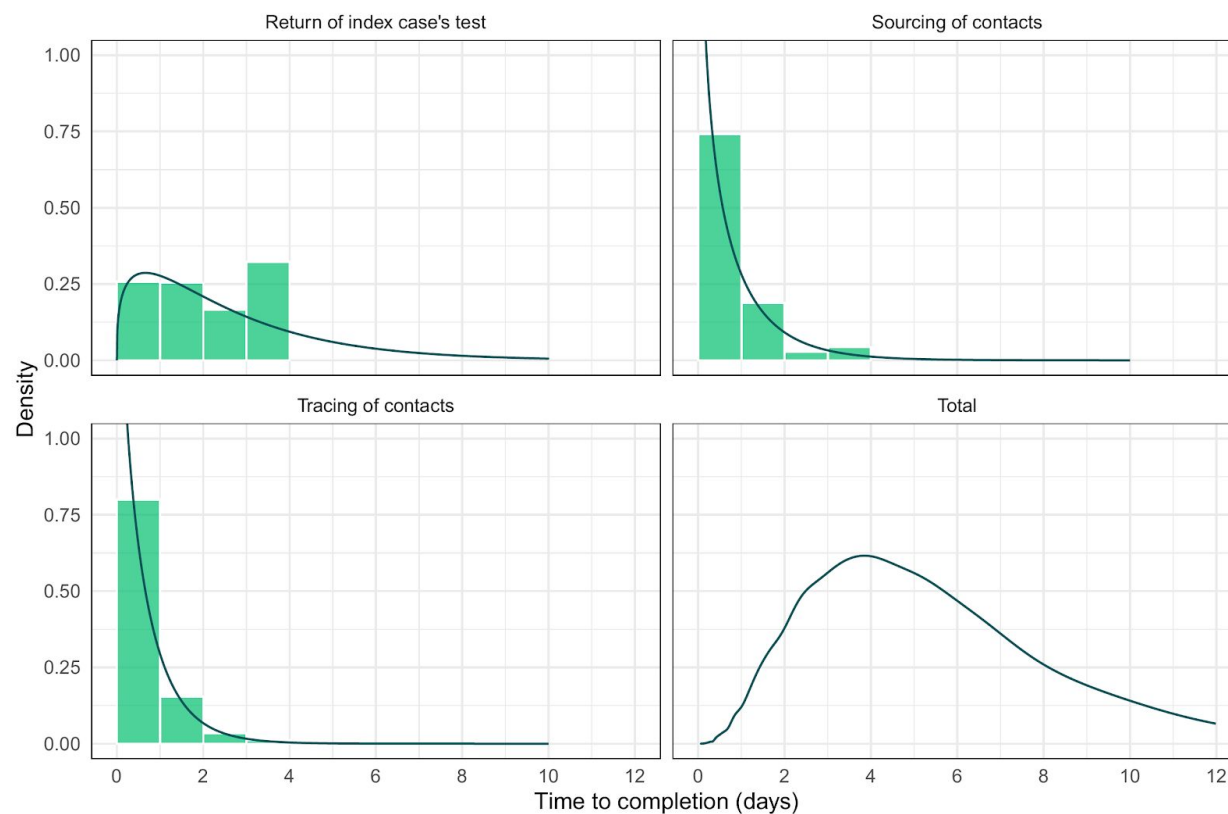 Return of index case's test
Sourcing of contacts
1.00
0.75
0.50
0.25
0.00
Density
Tracing of contacts
Total
1.00
0.75
0.50
0.25
0.00
0 2 4 6 8 10 12
0 2 4 6 8 10 12
Time to completion (days)